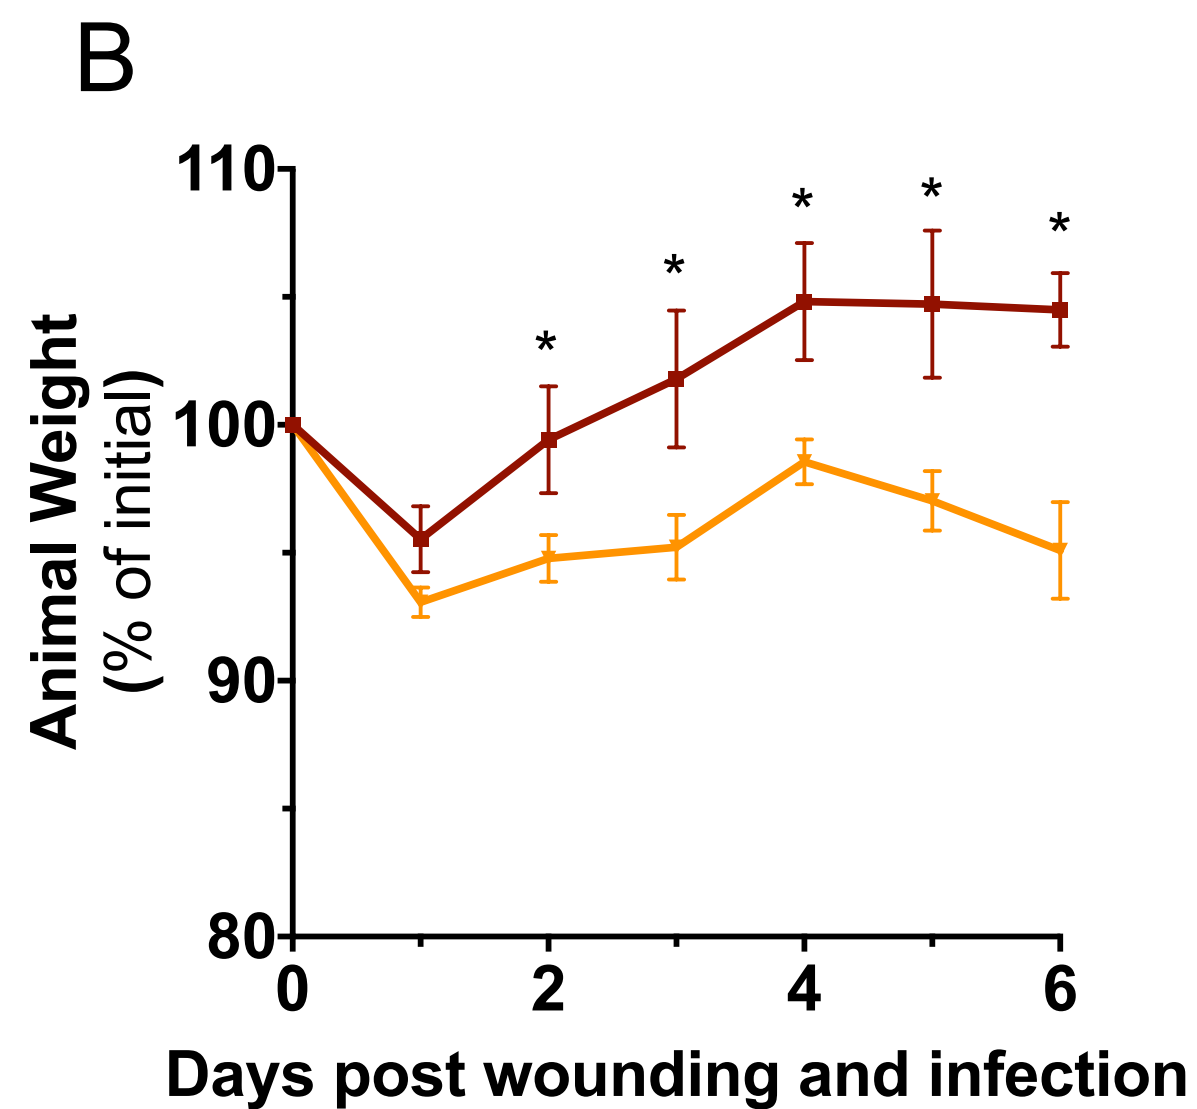 B
110
100
90
80
Animal Weight
(% of initial)
*
*
*
*
*
0 2 4 6
Days post wounding and infection